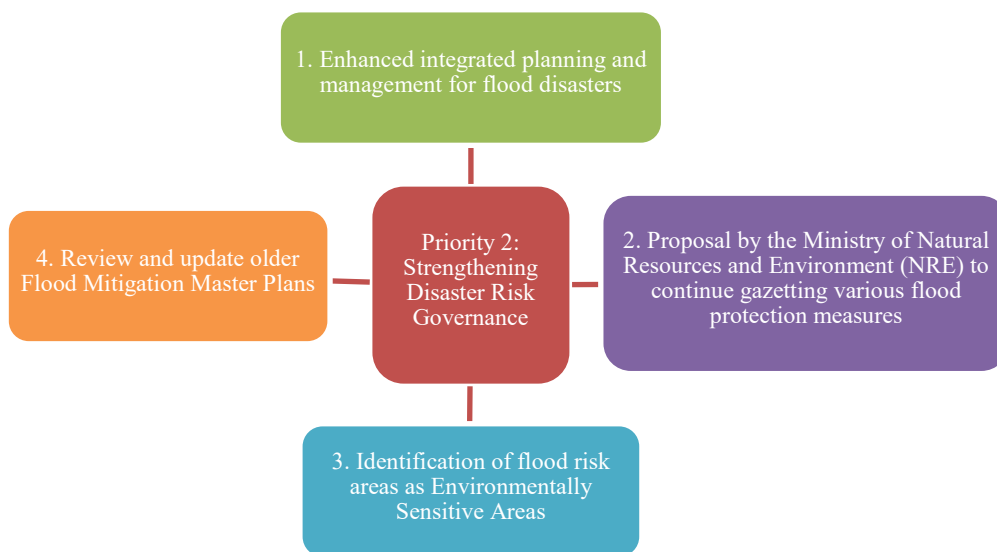 1. Enhanced integrated planning and
management for flood disasters
Priority 2:
Strengthening
Disaster Risk
Governance
2. Proposal by the Ministry of Natural
Resources and Environment (NRE) to
continue gazetting various flood
protection measures
3. Identification of flood risk
areas as Environmentally
Sensitive Areas
4. Review and update older
Flood Mitigation Master Plans